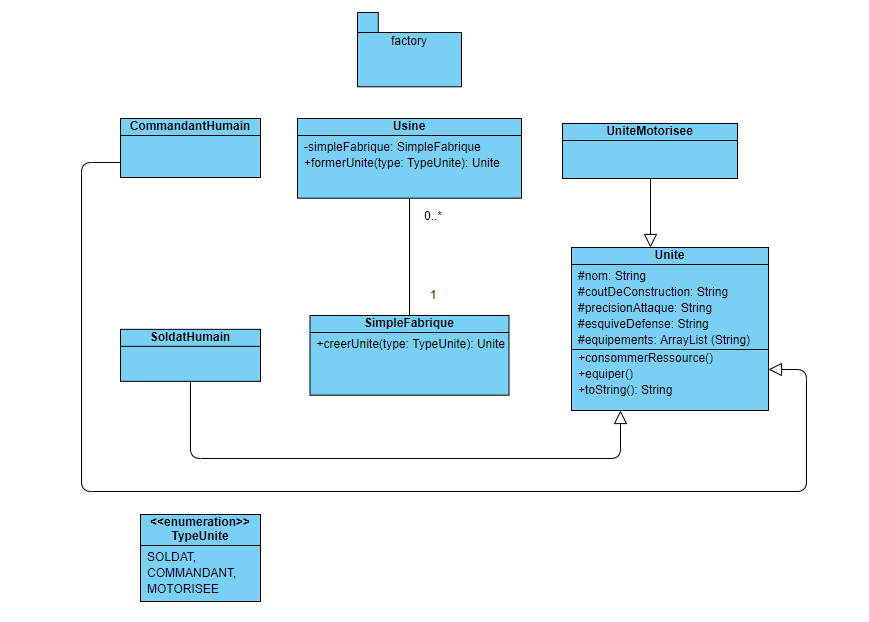 factory
CommandantHumain
Usine
-simpleFabrique: SimpleFabrique
+formerUnite(type: TypeUnite): Unite
UniteMotorisee
0..*
1
Unite
#nom: String
#coutDeConstruction: String
#precisionAttaque: String
#esquiveDefense: String
#equipements: ArrayList (String)
+consommerRessource()
+equiper()
+toString(): String
SoldatHumain
SimpleFabrique
+creerUnite(type: TypeUnite): Unite
<<enumeration>>
TypeUnite
SOLDAT,
COMMANDANT,
MOTORISEE